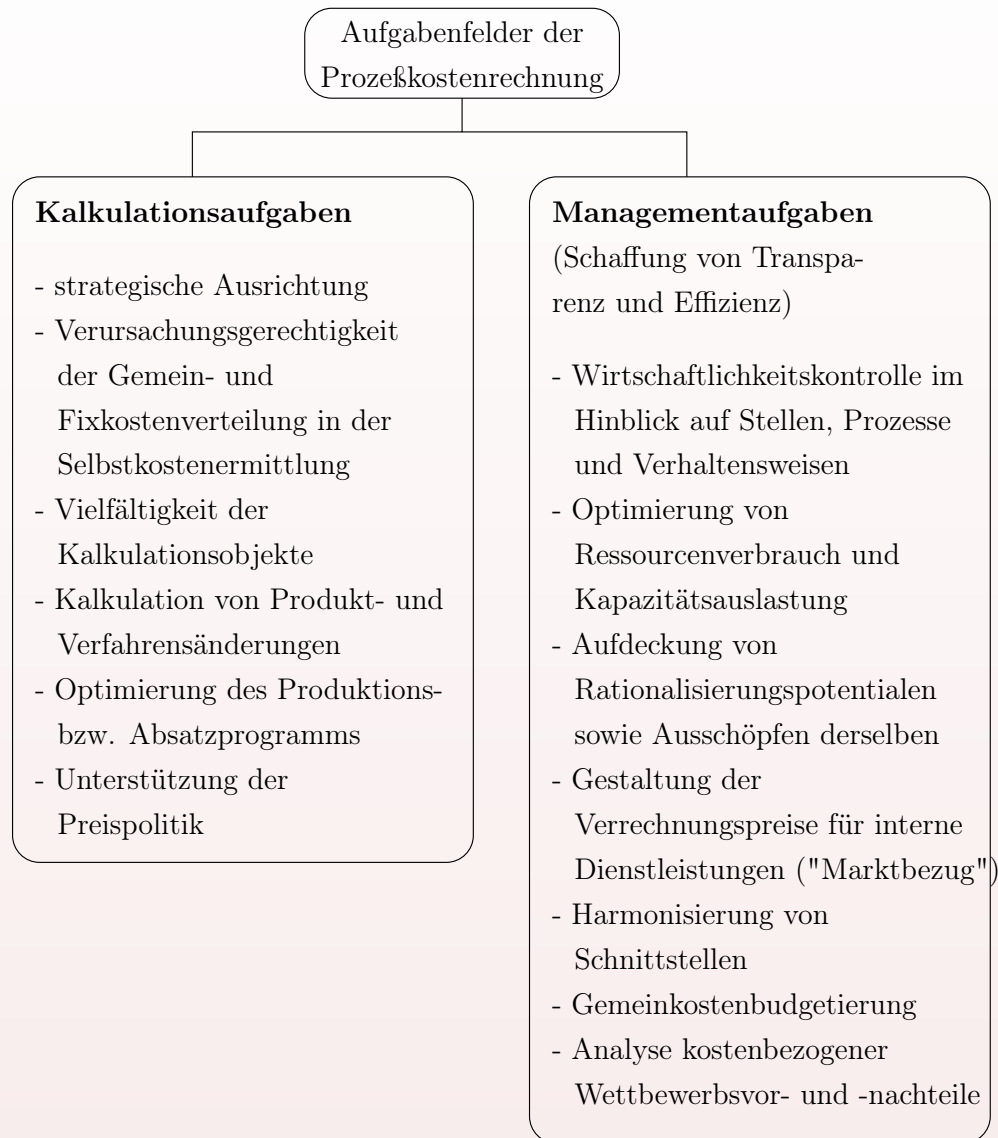 Aufgabenfelder der
Prozeßkostenrechnung
Kalkulationsaufgaben
- strategische Ausrichtung
- Verursachungsgerechtigkeit
der Gemein- und
Fixkostenverteilung in der
Selbstkostenermittlung
- Vielfältigkeit der
Kalkulationsobjekte
- Kalkulation von Produkt- und
Verfahrensänderungen
- Optimierung des Produktions-
bzw. Absatzprogramms
- Unterstützung der
Preispolitik
Managementaufgaben
(Schaffung von Transpa-
renz und Effizienz)
- Wirtschaftlichkeitskontrolle im
Hinblick auf Stellen, Prozesse
und Verhaltensweisen
- Optimierung von
Ressourcenverbrauch und
Kapazitätsauslastung
- Aufdeckung von
Rationalisierungspotentialen
sowie Ausschöpfen derselben
- Gestaltung der
Verrechnungspreise für interne
Dienstleistungen ("Marktbezug")
- Harmonisierung von
Schnittstellen
- Gemeinkostenbudgetierung
- Analyse kostenbezogener
Wettbewerbsvor- und -nachteile